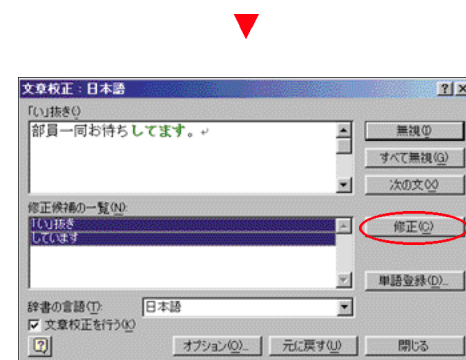 文章校正：日本語
「い」抜き()
部員一同お待ちしてます。↵
無視(I)
すべて無視(G)
次の文(X)
修正候補の一覧(N):
「い」抜き
しています
修正(C)
単語登録(D)...
辞書の言語(T): 日本語
文章校正を行う(K)
オプション(O)... 元に戻す(U) 閉じる